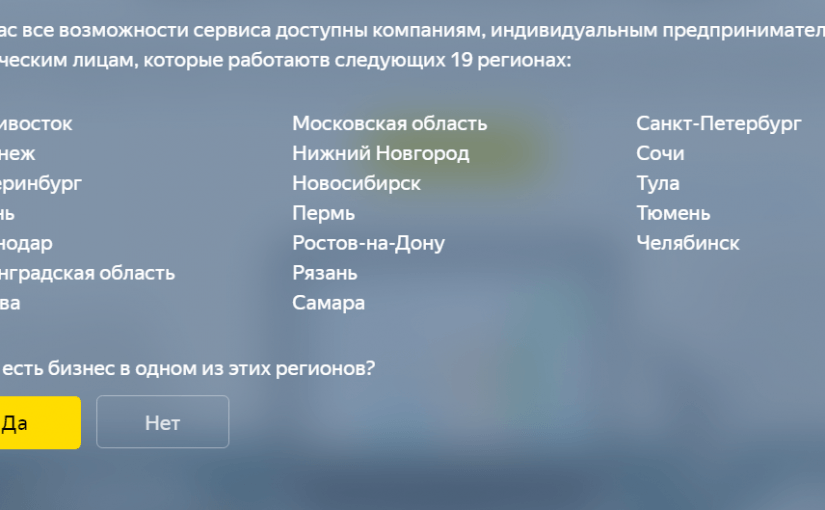 ас все возможности сервиса доступны компаниям, индивидуальным предпринимател
ческим лицам, которые работаютв следующих 19 регионах:
ивосток
неж
еринбург
нь
нодар
нградская область
ва
Московская область
Нижний Новгород
Новосибирск
Пермь
Ростов-на-Дону
Рязань
Самара
Санкт-Петербург
Сочи
Тула
Тюмень
Челябинск
есть бизнес в одном из этих регионов?
Да
Нет